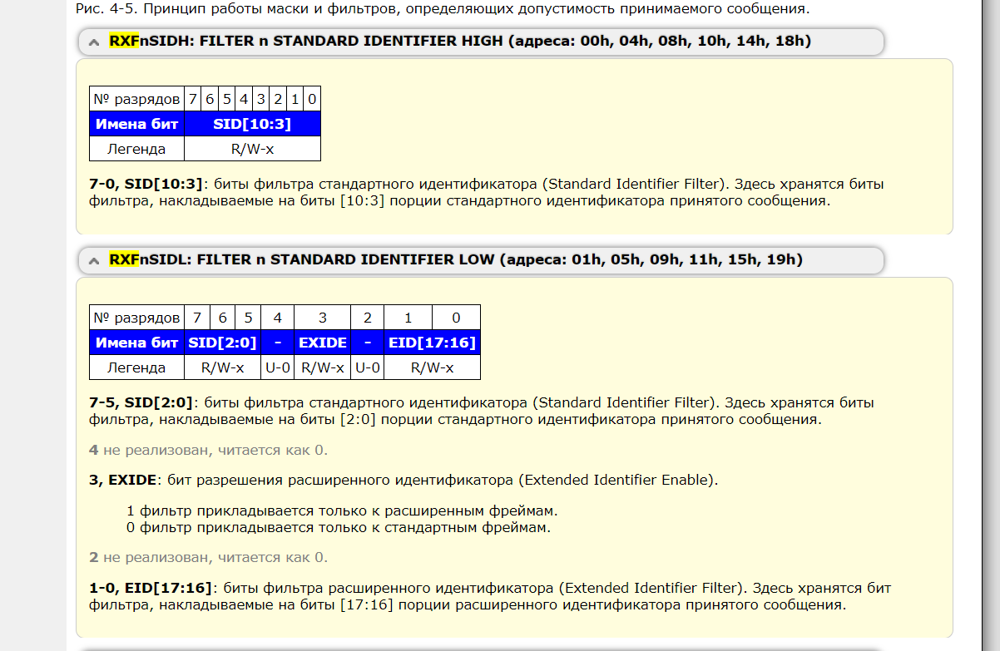 Рис. 4-5. Принцип работы маски и фильтров, определяющих допустимость принимаемого сообщения.
RXFnSIDH: FILTER n STANDARD IDENTIFIER HIGH (адреса: 00h, 04h, 08h, 10h, 14h, 18h)
№ разрядов 7 6 5 4 3 2 1 0
Имена бит SID[10:3]
Легенда R/W-x
7-0, SID[10:3]: биты фильтра стандартного идентификатора (Standard Identifier Filter). Здесь хранятся биты
фильтра, накладываемые на биты [10:3] порции стандартного идентификатора принятого сообщения.
RXFnSIDL: FILTER n STANDARD IDENTIFIER LOW (адреса: 01h, 05h, 09h, 11h, 15h, 19h)
№ разрядов 7 6 5 4 3 2 1 0
Имена бит SID[2:0] - EXIDE - EID[17:16]
Легенда R/W-x U-0 R/W-x U-0 R/W-x
7-5, SID[2:0]: биты фильтра стандартного идентификатора (Standard Identifier Filter). Здесь хранятся биты
фильтра, накладываемые на биты [2:0] порции стандартного идентификатора принятого сообщения.
4 не реализован, читается как 0.
3, EXIDE: бит разрешения расширенного идентификатора (Extended Identifier Enable).
1 фильтр прикладывается только к расширенным фреймам.
0 фильтр прикладывается только к стандартным фреймам.
2 не реализован, читается как 0.
1-0, EID[17:16]: биты фильтра расширенного идентификатора (Extended Identifier Filter). Здесь хранятся бит
фильтра, накладываемые на биты [17:16] порции расширенного идентификатора принятого сообщения.